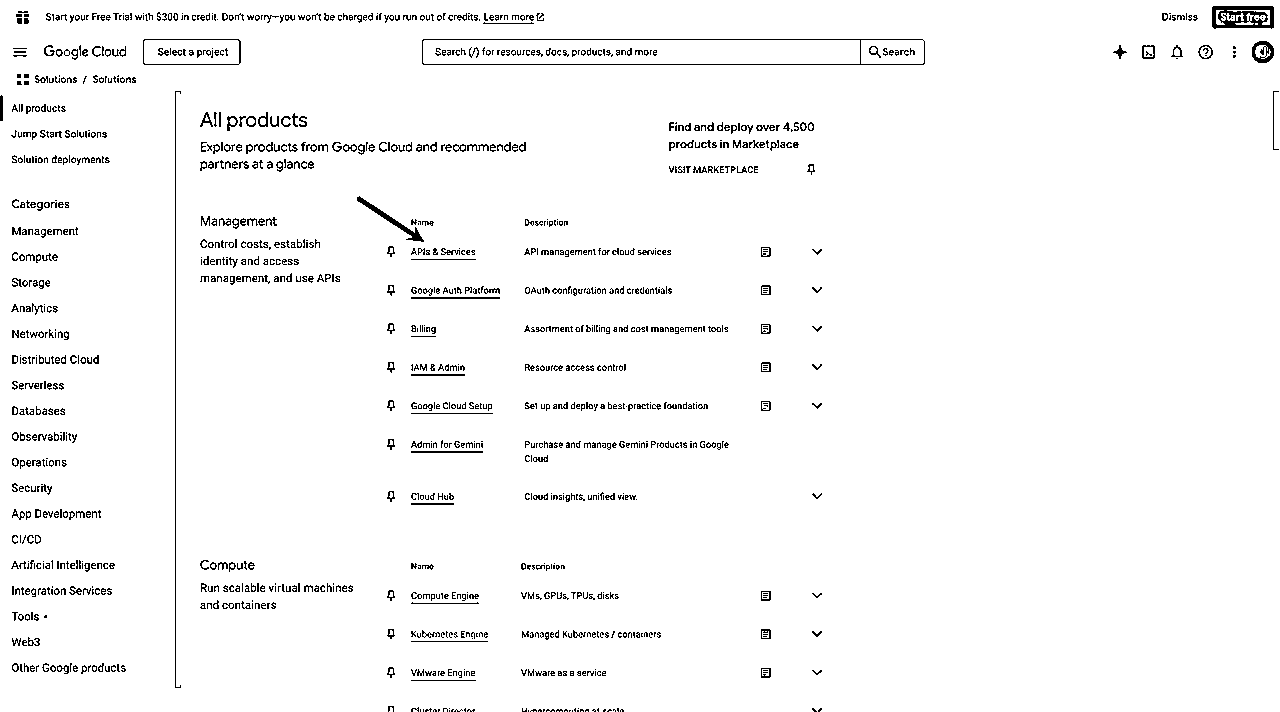 Start your Free Trial with $300 in credit. Don't worry—you won't be charged if you run out of credits. Learn more
Dismiss
Start free
Google Cloud
Select a project
Search (/) for resources, docs, products, and more
Search
Solutions / Solutions
All products
Jump Start Solutions
Solution deployments
Categories
Management
Compute
Storage
Analytics
Networking
Distributed Cloud
Serverless
Databases
Observability
Operations
Security
App Development
CI/CD
Artificial Intelligence
Integration Services
Tools •
Web3
Other Google products
All products
Explore products from Google Cloud and recommended
partners at a glance
Find and deploy over 4,500
products in Marketplace
VISIT MARKETPLACE
Management
Control costs, establish
identity and access
management, and use APIs
Name Description
APIs & Services API management for cloud services
Google Auth Platform OAuth configuration and credentials
Billing Assortment of billing and cost management tools
IAM & Admin Resource access control
Google Cloud Setup Set up and deploy a best-practice foundation
Admin for Gemini Purchase and manage Gemini Products in Google
Cloud
Cloud Hub Cloud insights, unified view.
Compute
Run scalable virtual machines
and containers
Name Description
Compute Engine VMs, GPUs, TPUs, disks
Kubernetes Engine Managed Kubernetes / containers
VMware Engine VMware as a service
Cluster Director Hypercomputing at scale